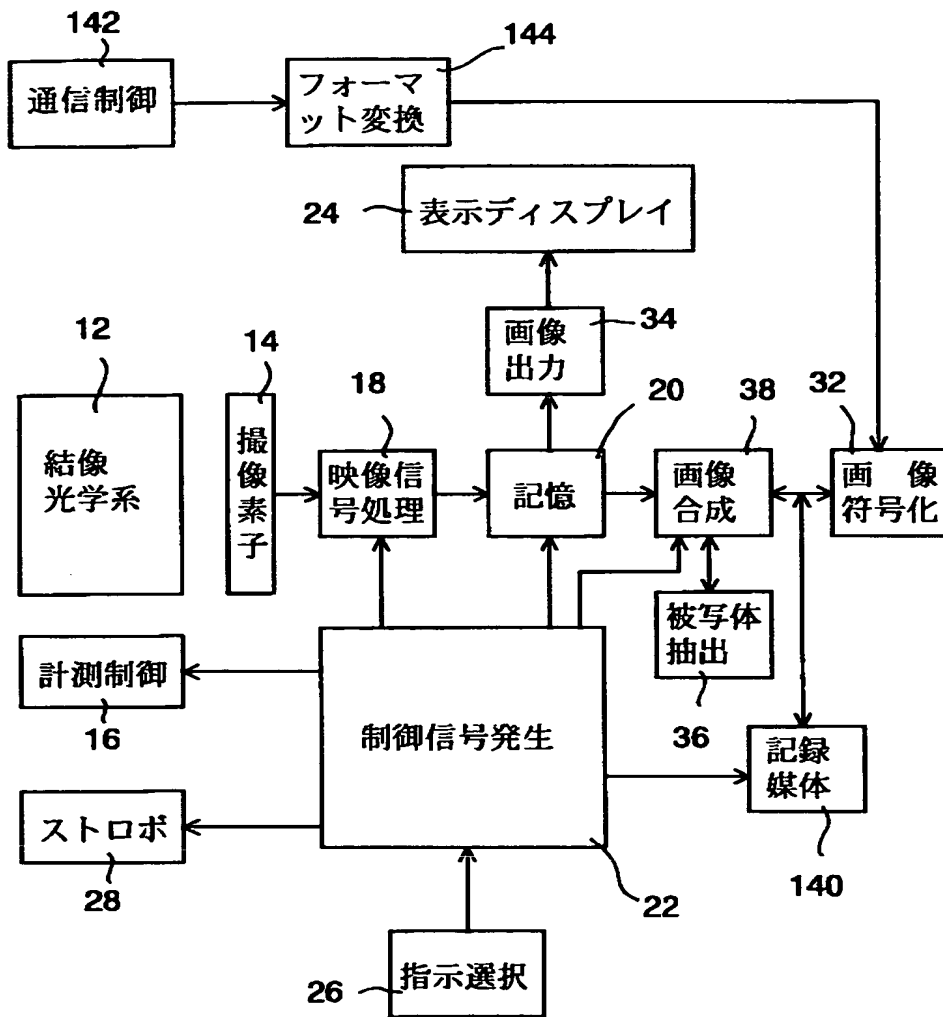 142
144
通信制御
フォーマ
ット変換
24
表示ディスプレイ
12
14
18
画像
出力
34
20
38
32
結像
光学系
撮像素子
映像信
号処理
記憶
画像
合成
画 像
符号化
計測制御
16
被写体
抽出
36
制御信号発生
記録
媒体
140
ストロボ
28
22
26
指示選択